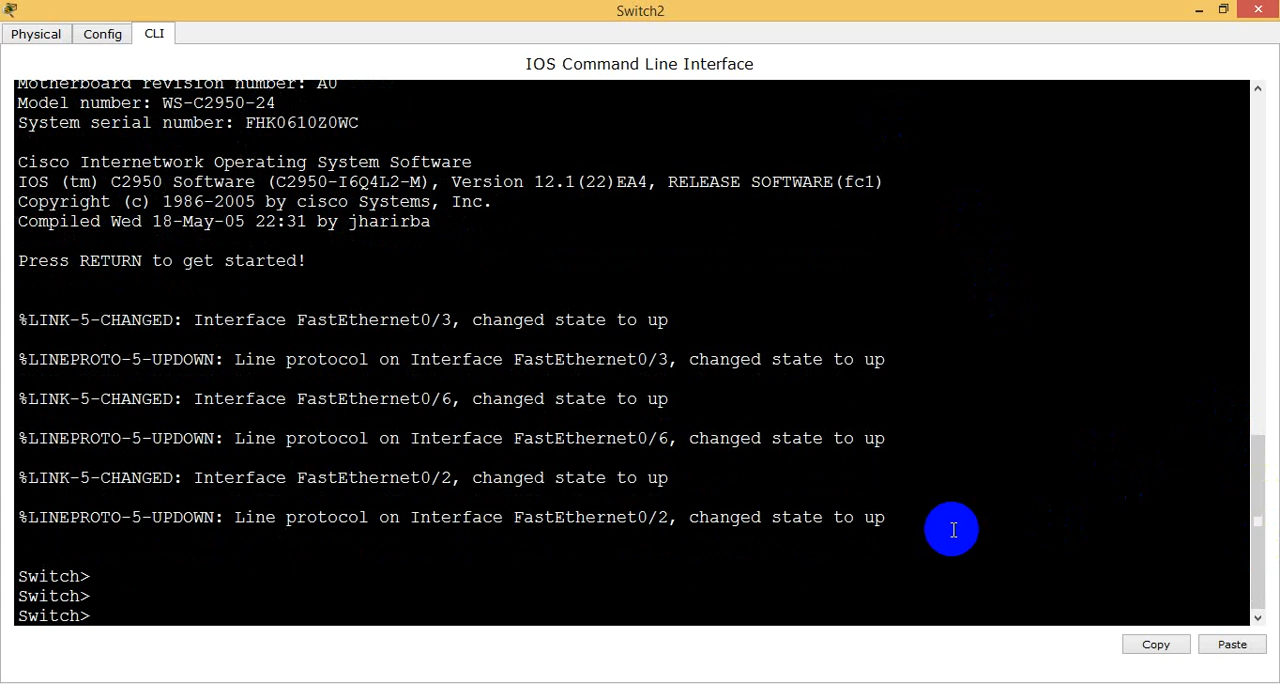 Switch2
Physical Config CLI
IOS Command Line Interface
Motherboard revision number: A0
Model number: WS-C2950-24
System serial number: FHK0610Z0WC
Cisco Internetwork Operating System Software
IOS (tm) C2950 Software (C2950-I6Q4L2-M), Version 12.1(22)EA4, RELEASE SOFTWARE(fc1)
Copyright (c) 1986-2005 by cisco Systems, Inc.
Compiled Wed 18-May-05 22:31 by jharirba
Press RETURN to get started!
%LINK-5-CHANGED: Interface FastEthernet0/3, changed state to up
%LINEPROTO-5-UPDOWN: Line protocol on Interface FastEthernet0/3, changed state to up
%LINK-5-CHANGED: Interface FastEthernet0/6, changed state to up
%LINEPROTO-5-UPDOWN: Line protocol on Interface FastEthernet0/6, changed state to up
%LINK-5-CHANGED: Interface FastEthernet0/2, changed state to up
%LINEPROTO-5-UPDOWN: Line protocol on Interface FastEthernet0/2, changed state to up
Switch>
Switch>
Switch>
Copy Paste